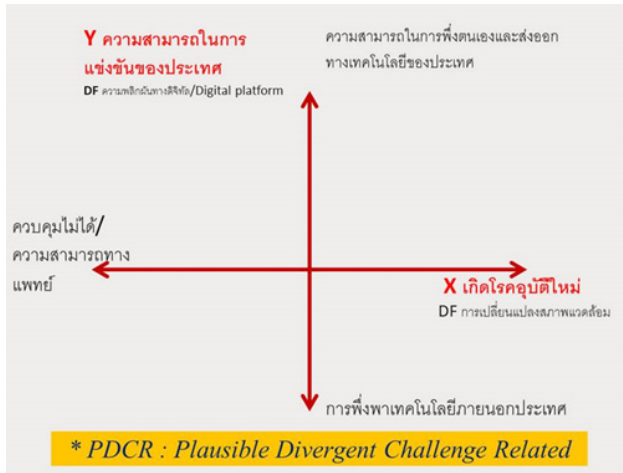 Y ความสามารถในการ
แข่งขันของประเทศ
DF ความพลิกผันทางดิจิทัล/Digital platform
ความสามารถในการพึ่งตนเองและส่งออก
ทางเทคโนโลยีของประเทศ
ควบคุมไม่ได้/
ความสามารถทาง
แพทย์
X เกิดโรคอุบัติใหม่
DF การเปลี่ยนแปลงสภาพแวดล้อม
การพึ่งพาเทคโนโลยีภายนอกประเทศ
* PDCR : Plausible Divergent Challenge Related